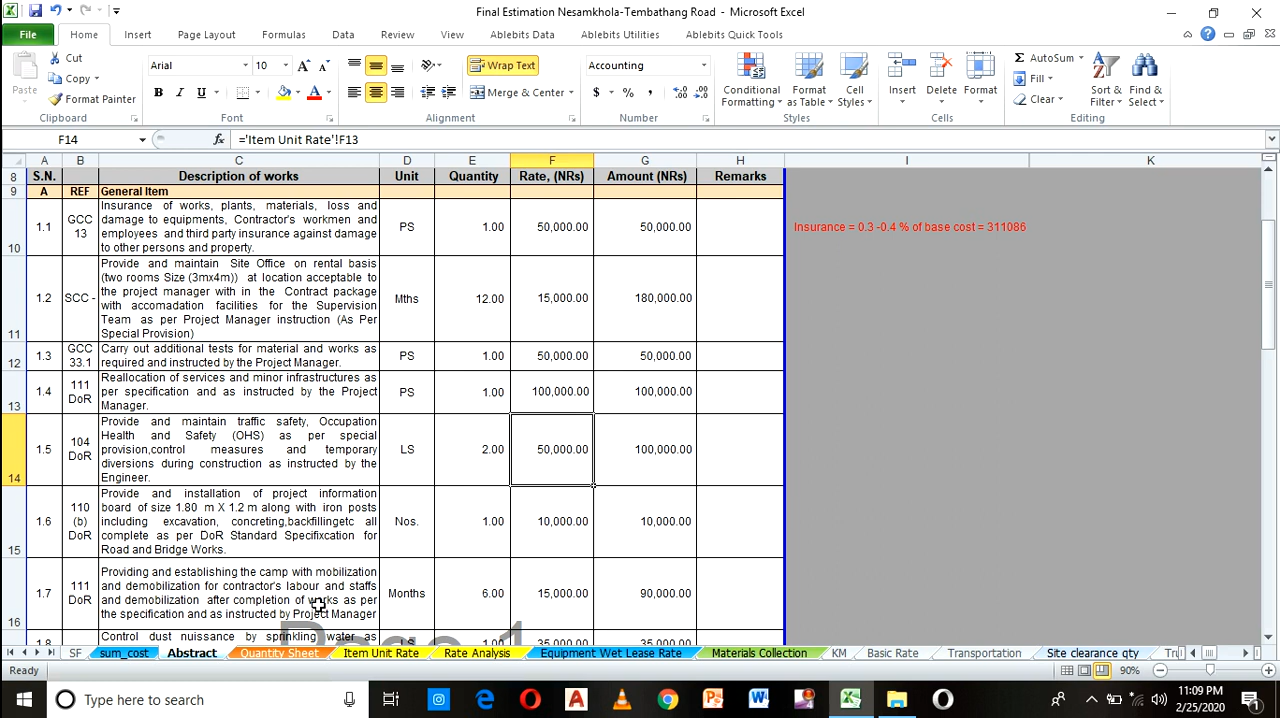 Final Estimation Nesamkhola-Tembathang Road - Microsoft Excel
File Home Insert Page Layout Formulas Data Review View Ablebits Data Ablebits Utilities Ablebits Quick Tools
Paste
Cut
Copy
Format Painter
Clipboard
Arial 10
B I U
Font
Wrap Text
Merge & Center
Alignment
Accounting
$ % ,
Number
Conditional Formatting
Format as Table
Cell Styles
Styles
Insert Delete Format
Cells
Σ AutoSum
Fill
Clear
Sort & Filter
Find & Select
Editing
F14 fx ='Item Unit Rate'!F13
A B C D E F G H I K
8 S.N. Description of works Unit Quantity Rate, (NRs) Amount (NRs) Remarks
9 A REF General Item
10 1.1 GCC 13
Insurance of works, plants, materials, loss and
damage to equipments, Contractor's workmen and
employees and third party insurance against damage
to other persons and property.
PS 1.00 50,000.00 50,000.00
Insurance = 0.3 -0.4 % of base cost = 311086
11 1.2 SCC -
Provide and maintain Site Office on rental basis
(two rooms Size (3mx4m)) at location acceptable to
the project manager with in the Contract package
with accomadation facilities for the Supervision
Team as per Project Manager instruction (As Per
Special Provision)
Mths 12.00 15,000.00 180,000.00
12 1.3 GCC 33.1
Carry out additional tests for material and works as
required and instructed by the Project Manager.
PS 1.00 50,000.00 50,000.00
13 1.4 111 DoR
Reallocation of services and minor infrastructures as
per specification and as instructed by the Project
Manager.
PS 1.00 100,000.00 100,000.00
14 1.5 104 DoR
Provide and maintain traffic safety, Occupation
Health and Safety (OHS) as per special
provision,control measures and temporary
diversions during construction as instructed by the
Engineer.
LS 2.00 50,000.00 100,000.00
15 1.6 110 (b) DoR
Provide and installation of project information
board of size 1.80 m X 1.2 m along with iron posts
including excavation, concreting,backfillingetc all
complete as per DoR Standard Specifixcation for
Road and Bridge Works.
Nos. 1.00 10,000.00 10,000.00
16 1.7 111 DoR
Providing and establishing the camp with mobilization
and demobilization for contractor's labour and staffs
and demobilization after completion of works as per
the specification and as instructed by Project Manager
Months 6.00 15,000.00 90,000.00
1.8 Control dust nuissance by sprinkling water as LS 1.00 35,000.00 35,000.00
Page 1
SF sum_cost Abstract Quantity Sheet Item Unit Rate Rate Analysis Equipment Wet Lease Rate Materials Collection KM Basic Rate Transportation Site clearance qty
Ready 90%
Type here to search
11:09 PM
2/25/2020